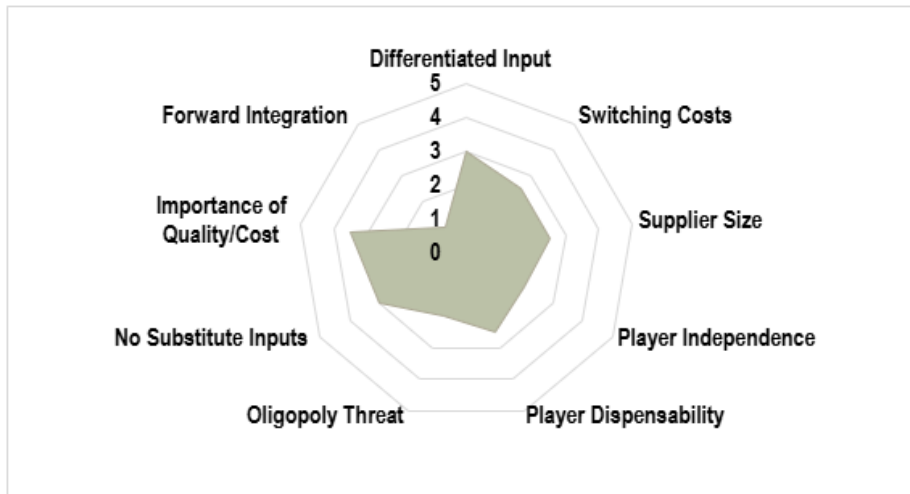 Differentiated Input
5
Forward Integration
Switching Costs
4
3
2
Importance of
Quality/Cost
Supplier Size
1
0
No Substitute Inputs
Player Independence
Oligopoly Threat
Player Dispensability